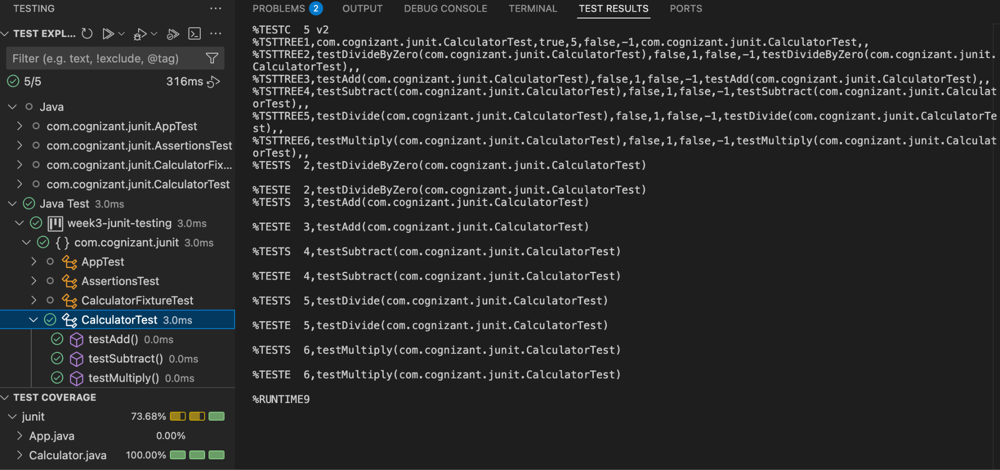 TESTING
TEST EXPL...
Filter (e.g. text, !exclude, @tag)
5/5 316ms
Java
com.cognizant.junit.AppTest
com.cognizant.junit.AssertionsTest
com.cognizant.junit.CalculatorFix...
com.cognizant.junit.CalculatorTest
Java Test 3.0ms
week3-junit-testing 3.0ms
{ } com.cognizant.junit 3.0ms
AppTest
AssertionsTest
CalculatorFixtureTest
CalculatorTest 3.0ms
testAdd() 0.0ms
testSubtract() 0.0ms
testMultiply() 0.0ms
TEST COVERAGE
junit 73.68%
App.java 0.00%
Calculator.java 100.00%
PROBLEMS 2 OUTPUT DEBUG CONSOLE TERMINAL TEST RESULTS PORTS
%TESTC  5 v2
%TSTTREE1,com.cognizant.junit.CalculatorTest,true,5,false,-1,com.cognizant.junit.CalculatorTest,,
%TSTTREE2,testDivideByZero(com.cognizant.junit.CalculatorTest),false,1,false,-1,testDivideByZero(com.cognizant.junit.
CalculatorTest),,
%TSTTREE3,testAdd(com.cognizant.junit.CalculatorTest),false,1,false,-1,testAdd(com.cognizant.junit.CalculatorTest),,
%TSTTREE4,testSubtract(com.cognizant.junit.CalculatorTest),false,1,false,-1,testSubtract(com.cognizant.junit.Calculat
orTest),,
%TSTTREE5,testDivide(com.cognizant.junit.CalculatorTest),false,1,false,-1,testDivide(com.cognizant.junit.CalculatorTe
st),,
%TSTTREE6,testMultiply(com.cognizant.junit.CalculatorTest),false,1,false,-1,testMultiply(com.cognizant.junit.Calculat
orTest),,
%TESTS  2,testDivideByZero(com.cognizant.junit.CalculatorTest)
%TESTE  2,testDivideByZero(com.cognizant.junit.CalculatorTest)
%TESTS  3,testAdd(com.cognizant.junit.CalculatorTest)
%TESTE  3,testAdd(com.cognizant.junit.CalculatorTest)
%TESTS  4,testSubtract(com.cognizant.junit.CalculatorTest)
%TESTE  4,testSubtract(com.cognizant.junit.CalculatorTest)
%TESTS  5,testDivide(com.cognizant.junit.CalculatorTest)
%TESTE  5,testDivide(com.cognizant.junit.CalculatorTest)
%TESTS  6,testMultiply(com.cognizant.junit.CalculatorTest)
%TESTE  6,testMultiply(com.cognizant.junit.CalculatorTest)
%RUNTIME9